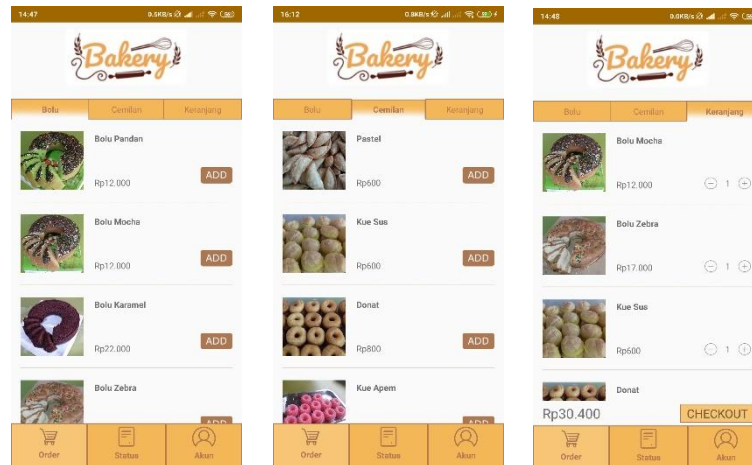 14:47 0.5KB/s
Bakery
Bolu Cemilan Keranjang
Bolu Pandan
Rp12.000 ADD
Bolu Mocha
Rp12.000 ADD
Bolu Karamel
Rp22.000 ADD
Bolu Zebra
ADD
Order Status Akun
16:12 0.8KB/s
Bakery
Bolu Cemilan Keranjang
Pastel
Rp600 ADD
Kue Sus
Rp600 ADD
Donat
Rp800 ADD
Kue Apem
ADD
Order Status Akun
14:48 0.0KB/s
Bakery
Bolu Cemilan Keranjang
Bolu Mocha
Rp12.000 1
Bolu Zebra
Rp17.000 1
Kue Sus
Rp600 1
Donat
Rp30.400 CHECKOUT
Order Status Akun